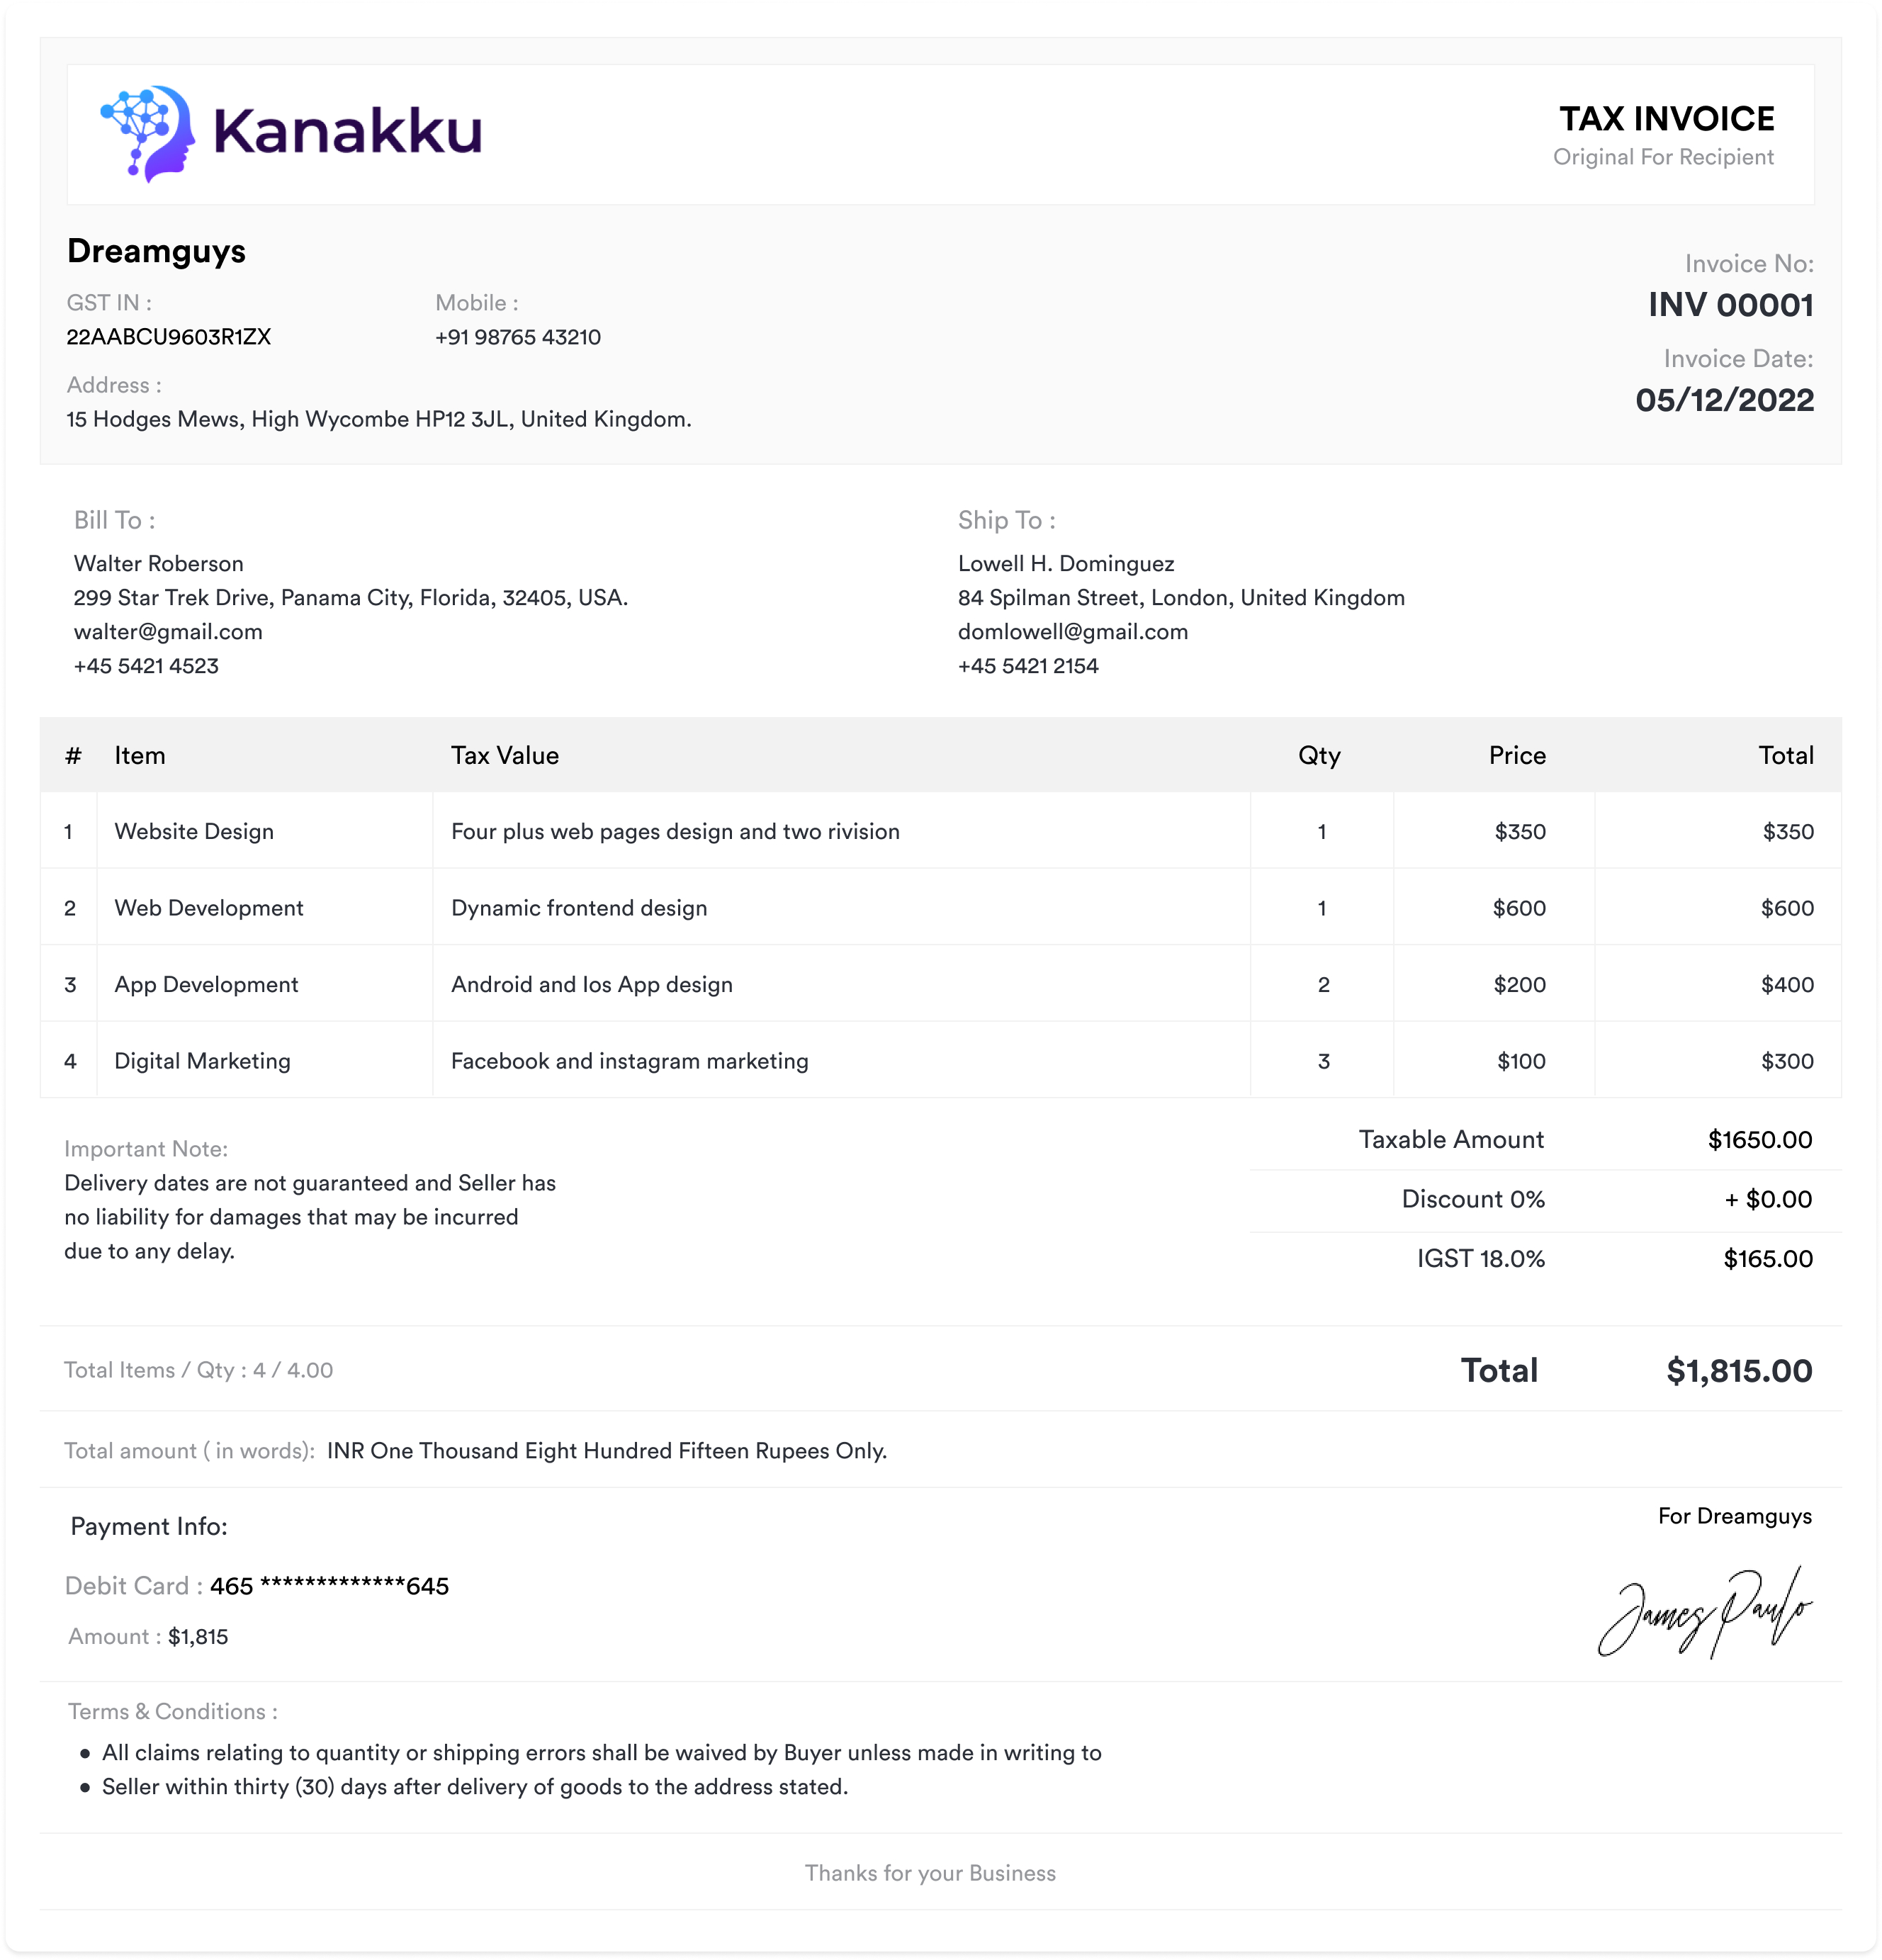 Kanakku
TAX INVOICE
Original For Recipient
Dreamguys
GST IN :
22AABCU9603R1ZX
Mobile :
+91 98765 43210
Address :
15 Hodges Mews, High Wycombe HP12 3JL, United Kingdom.
Invoice No:
INV 00001
Invoice Date:
05/12/2022
Bill To :
Walter Roberson
299 Star Trek Drive, Panama City, Florida, 32405, USA.
walter@gmail.com
+45 5421 4523
Ship To :
Lowell H. Dominguez
84 Spilman Street, London, United Kingdom
domlowell@gmail.com
+45 5421 2154
# Item Tax Value Qty Price Total
1 Website Design Four plus web pages design and two rivision 1 $350 $350
2 Web Development Dynamic frontend design 1 $600 $600
3 App Development Android and Ios App design 2 $200 $400
4 Digital Marketing Facebook and instagram marketing 3 $100 $300
Important Note:
Delivery dates are not guaranteed and Seller has
no liability for damages that may be incurred
due to any delay.
Taxable Amount $1650.00
Discount 0% + $0.00
IGST 18.0% $165.00
Total Items / Qty : 4 / 4.00
Total $1,815.00
Total amount ( in words): INR One Thousand Eight Hundred Fifteen Rupees Only.
Payment Info:
Debit Card : 465 *************645
Amount : $1,815
For Dreamguys
James Paulo
Terms & Conditions :
● All claims relating to quantity or shipping errors shall be waived by Buyer unless made in writing to
● Seller within thirty (30) days after delivery of goods to the address stated.
Thanks for your Business